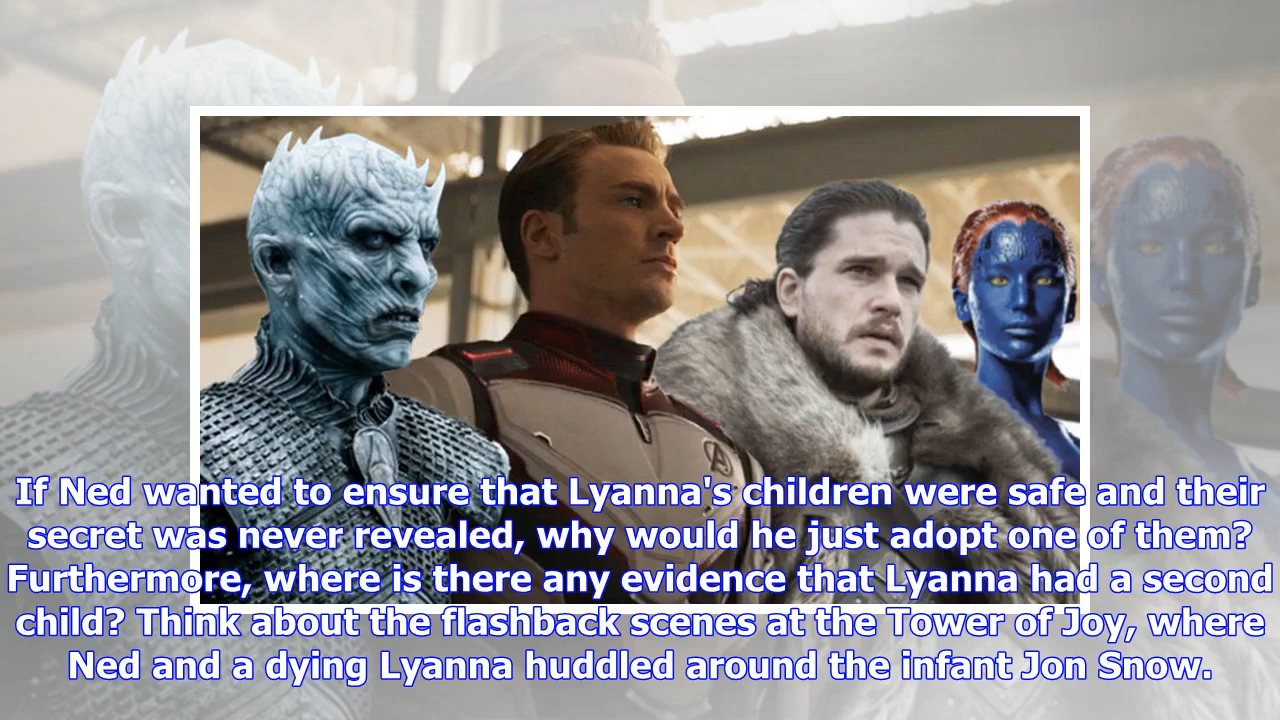 If Ned wanted to ensure that Lyanna's children were safe and their
secret was never revealed, why would he just adopt one of them?
Furthermore, where is there any evidence that Lyanna had a second
child? Think about the flashback scenes at the Tower of Joy, where
Ned and a dying Lyanna huddled around the infant Jon Snow.